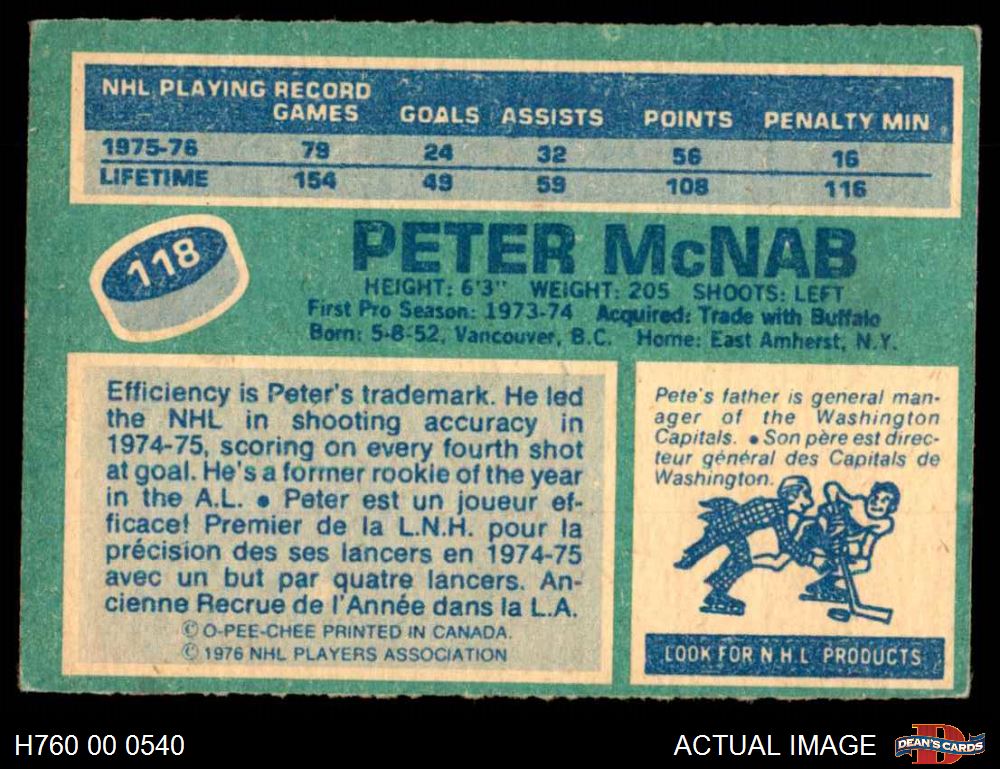 NHL PLAYING RECORD
GAMES GOALS ASSISTS POINTS PENALTY MIN
1975-76 79 24 32 56 16
LIFETIME 154 49 59 108 116
118
PETER McNAB
HEIGHT: 6'3" WEIGHT: 205 SHOOTS: LEFT
First Pro Season: 1973-74 Acquired: Trade with Buffalo
Born: 5-8-52, Vancouver, B.C. Home: East Amherst, N.Y.
Efficiency is Peter's trademark. He led
the NHL in shooting accuracy in
1974-75, scoring on every fourth shot
at goal. He's a former rookie of the year
in the A.L. ● Peter est un joueur ef-
ficace! Premier de la L.N.H. pour la
précision des ses lancers en 1974-75
avec un but par quatre lancers. An-
cienne Recrue de l'Année dans la L.A.
© O-PEE-CHEE PRINTED IN CANADA.
© 1976 NHL PLAYERS ASSOCIATION
Pete's father is general man-
ager of the Washington
Capitals. ● Son père est direc-
teur général des Capitals de
Washington.
LOOK FOR N H L PRODUCTS
H760 00 0540
ACTUAL IMAGE
D
DEAN'S CARDS